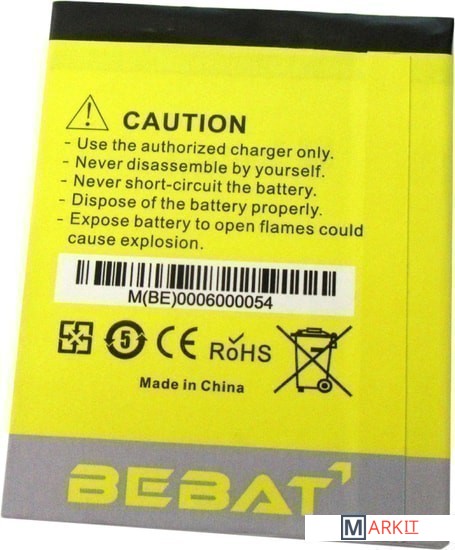 CAUTION
- Use the authorized charger only.
- Never disassemble by yourself.
- Never short-circuit the battery.
- Dispose of the battery properly.
- Expose battery to open flames could
cause explosion.
M(BE)0006000054
5 CE RoHS
Made in China
BEBAT
MARKIT